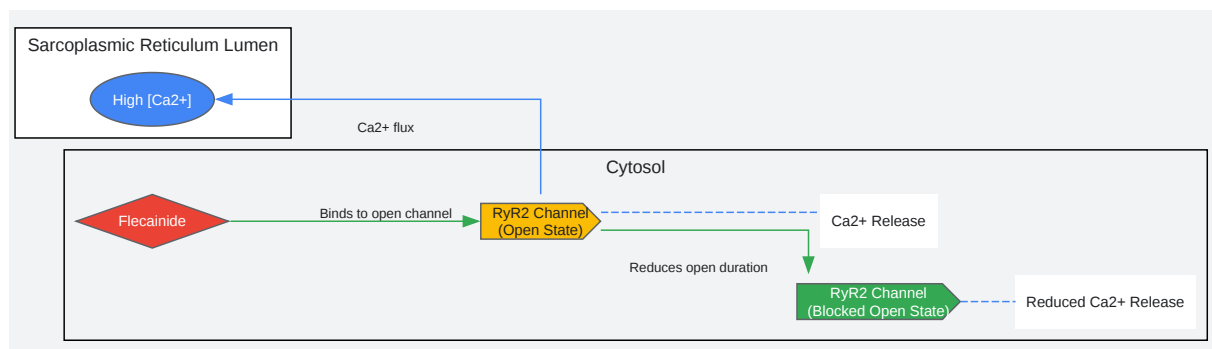 Sarcoplasmic Reticulum Lumen
High [Ca2+]
Ca2+ flux
Cytosol
Flecainide
Binds to open channel
RyR2 Channel
(Open State)
Ca2+ Release
Reduces open duration
RyR2 Channel
(Blocked Open State)
Reduced Ca2+ Release